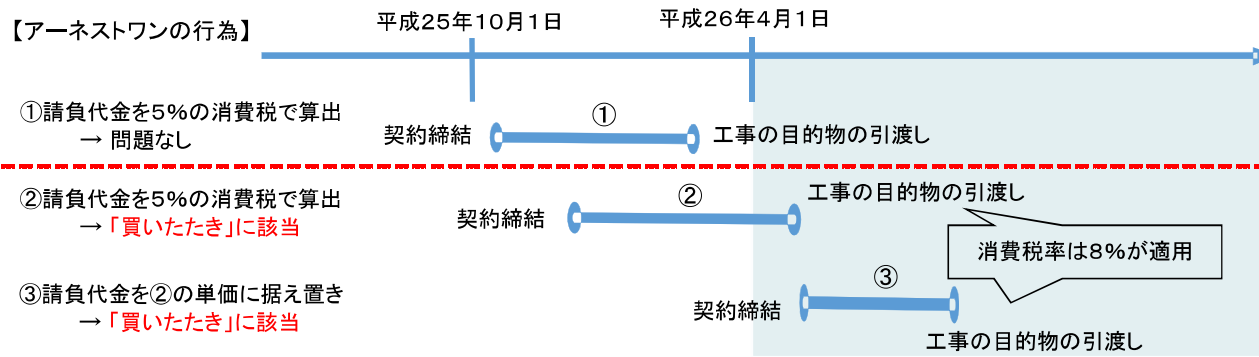 【アーネストワンの行為】
平成25年10月1日
平成26年4月1日
①請負代金を5%の消費税で算出
→ 問題なし
契約締結
①
工事の目的物の引渡し
②請負代金を5%の消費税で算出
→「買いたたき」に該当
契約締結
②
工事の目的物の引渡し
消費税率は8%が適用
③請負代金を②の単価に据え置き
→「買いたたき」に該当
契約締結
③
工事の目的物の引渡し